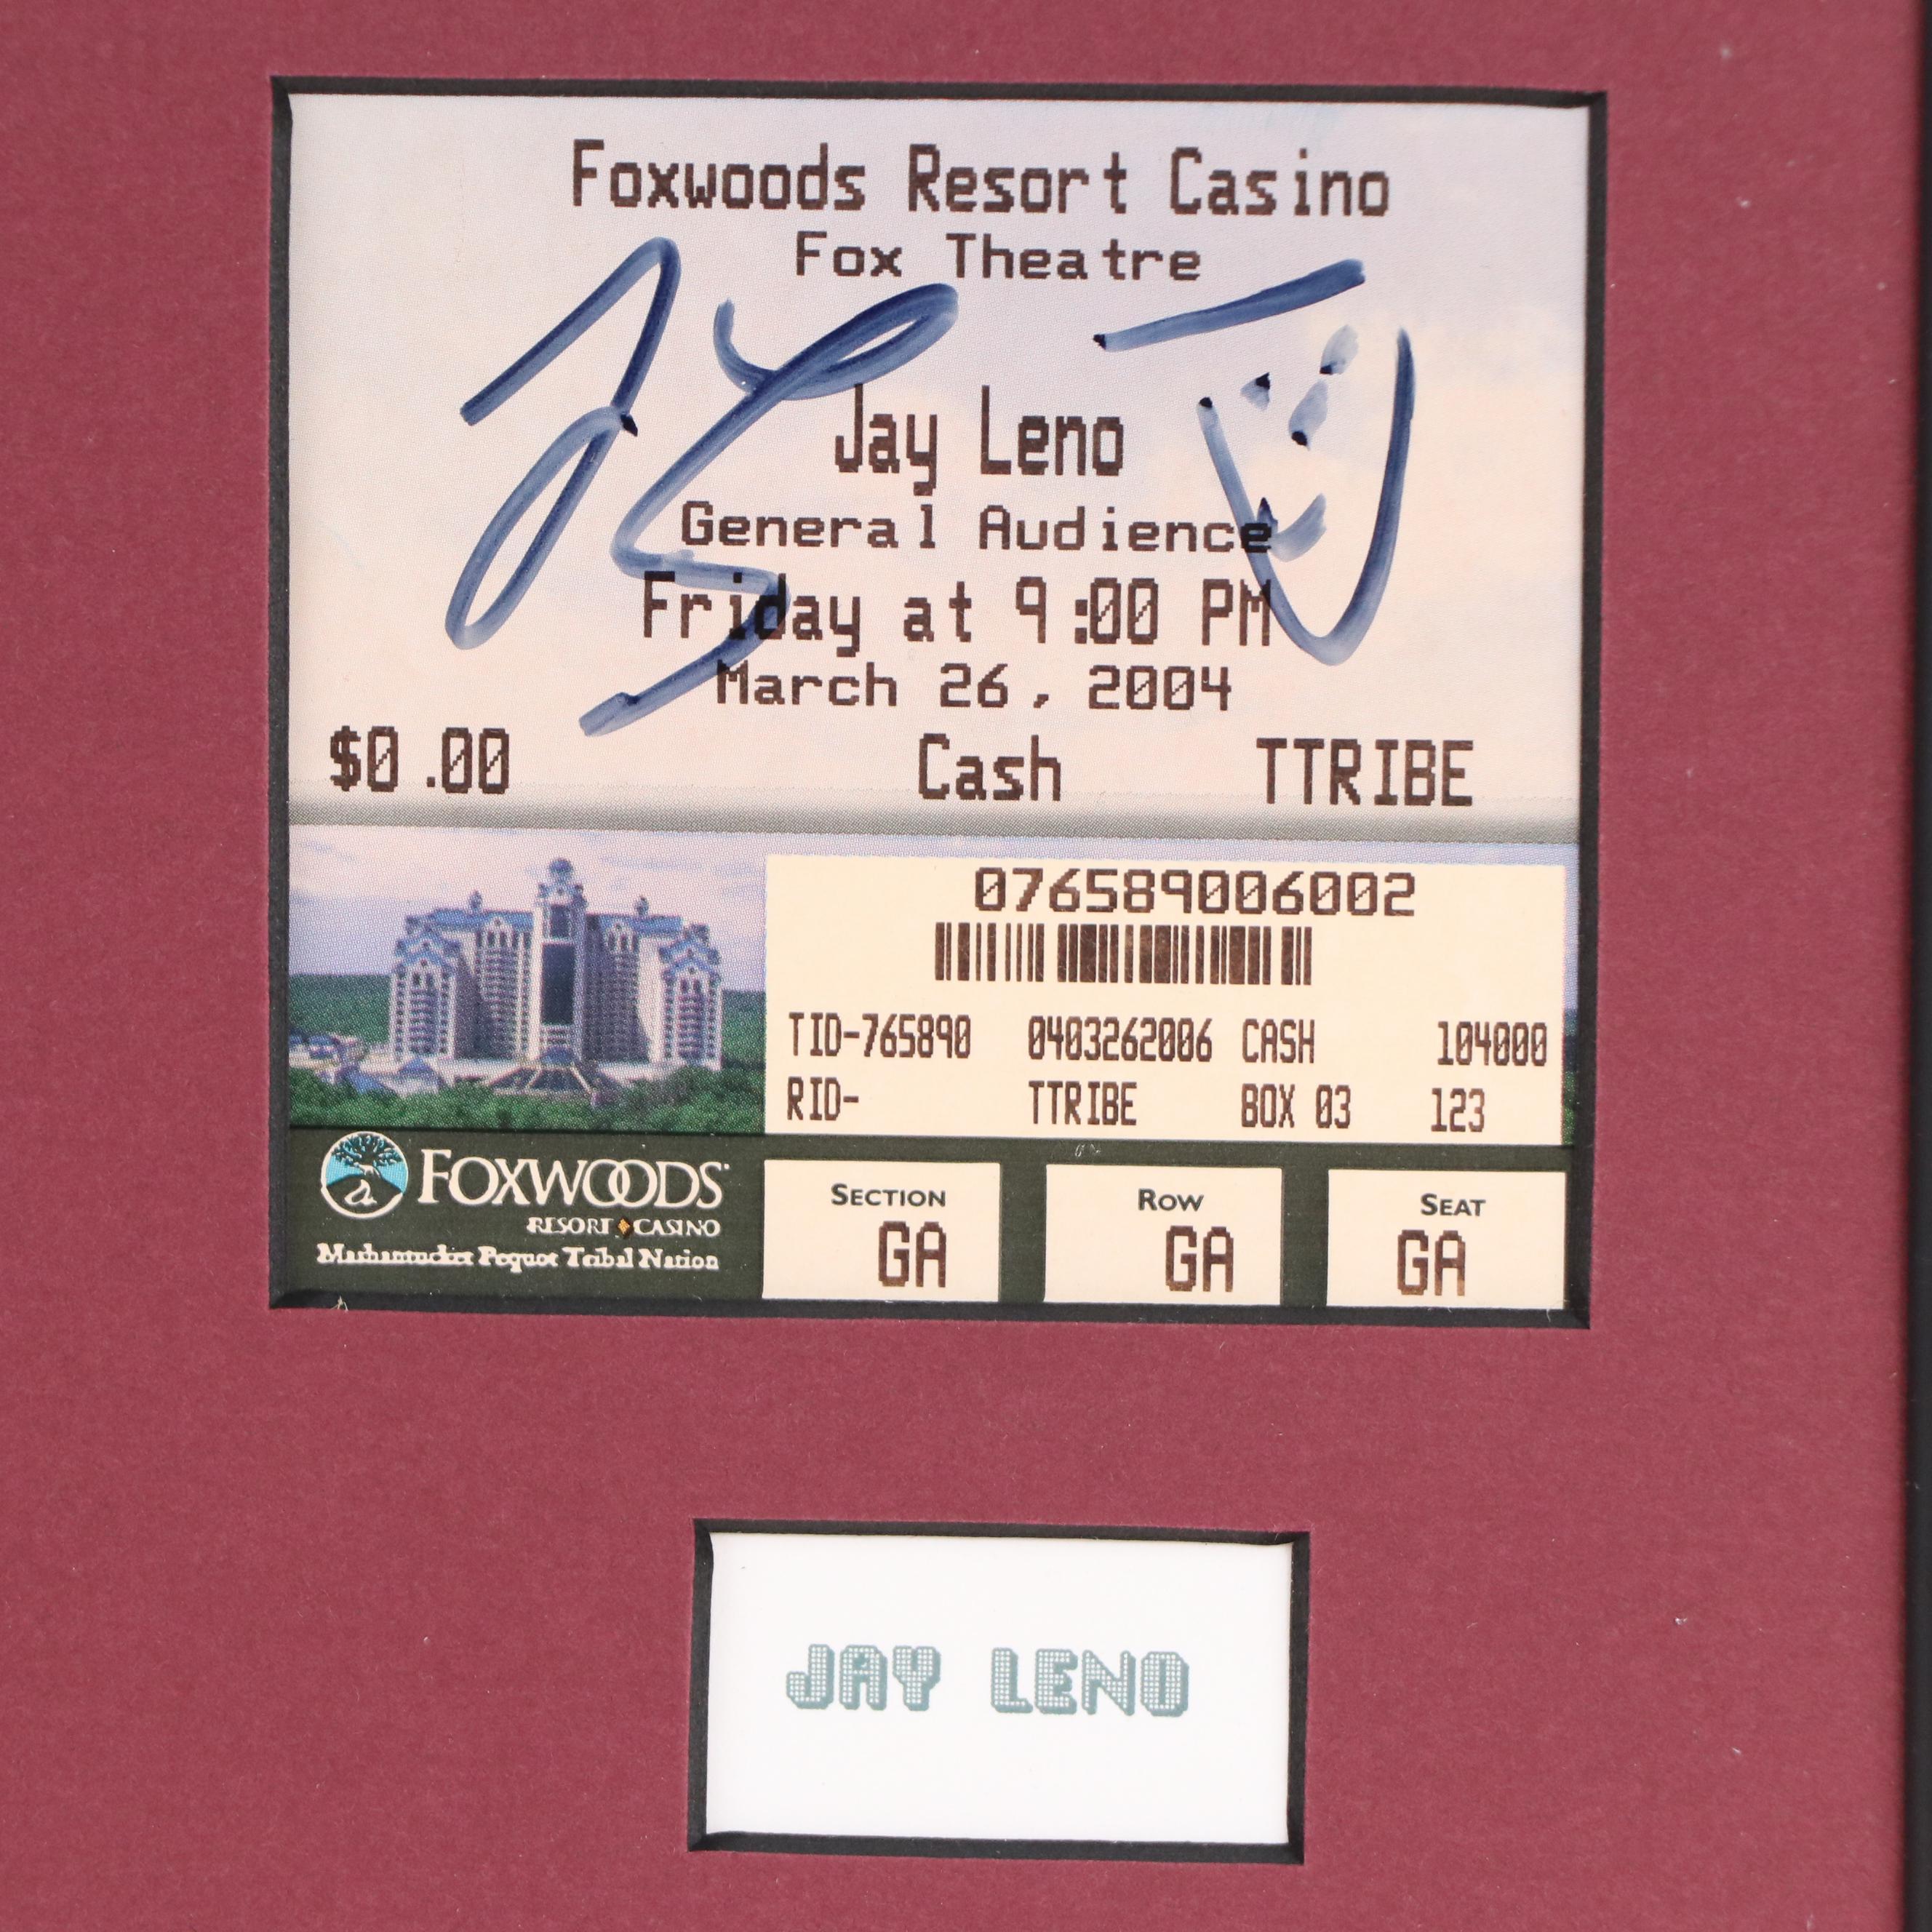 Foxwoods Resort Casino
Fox Theatre
Jay Leno
General Audience
Friday at 9:00 PM
March 26, 2004
$0.00 Cash TTRIBE
076589006002
TID-765890 0403262006 CASH 104000
RID- TTRIBE BOX 03 123
FOXWOODS
RESORT CASINO
Mashantucket Pequot Tribal Nation
SECTION ROW SEAT
GA GA GA
JAY LENO